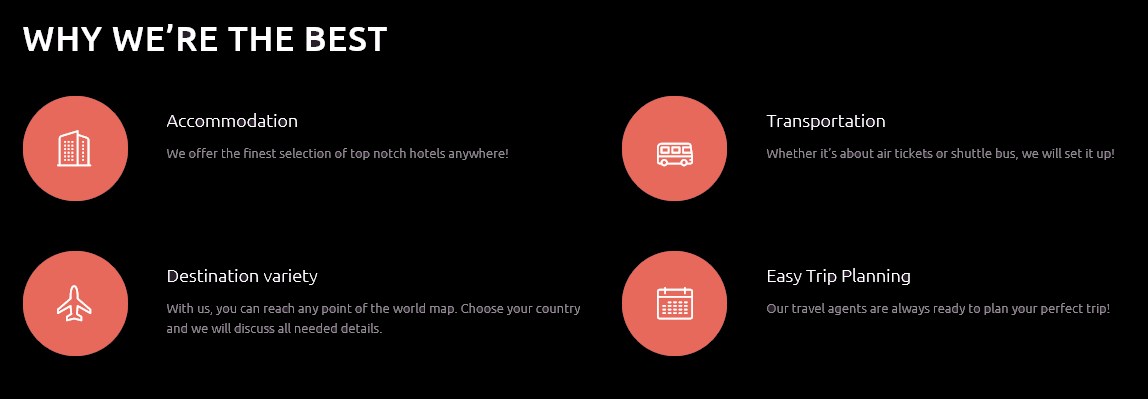 WHY WE’RE THE BEST
Accommodation
We offer the finest selection of top notch hotels anywhere!
Transportation
Whether it’s about air tickets or shuttle bus, we will set it up!
Destination variety
With us, you can reach any point of the world map. Choose your country
and we will discuss all needed details.
Easy Trip Planning
Our travel agents are always ready to plan your perfect trip!